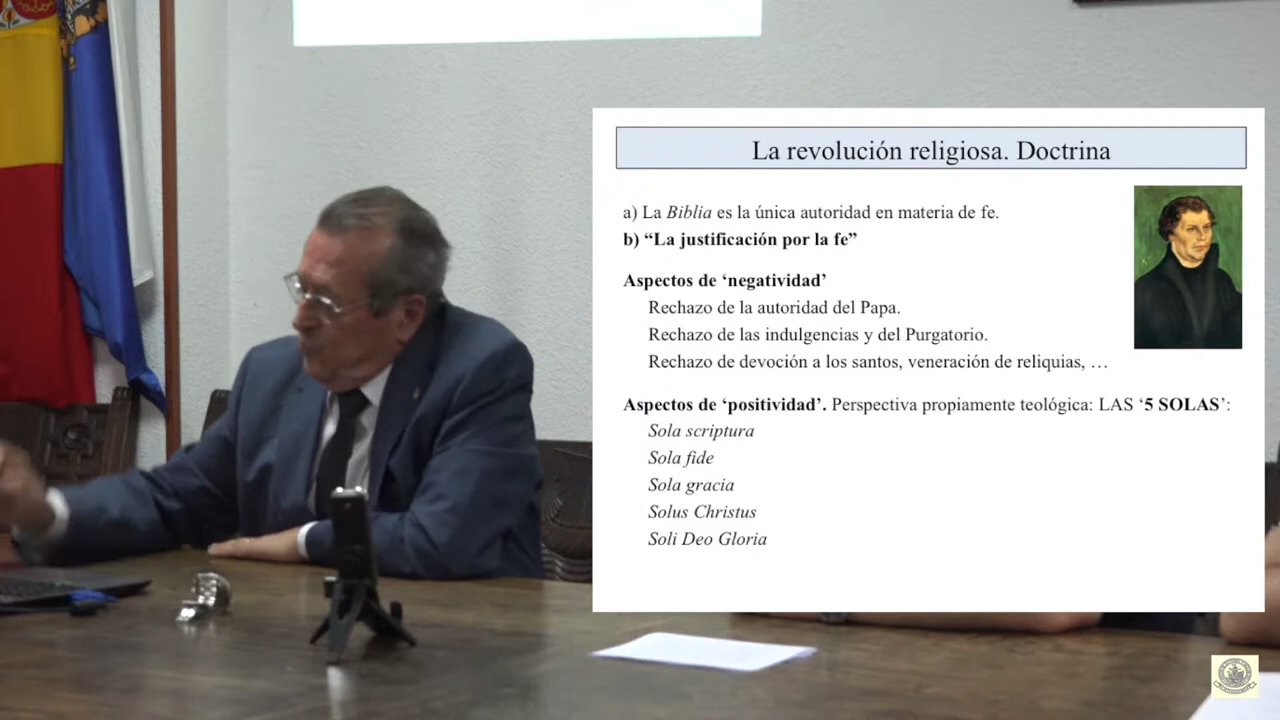 La revolución religiosa. Doctrina
a) La Biblia es la única autoridad en materia de fe.
b) “La justificación por la fe”
Aspectos de ‘negatividad’
Rechazo de la autoridad del Papa.
Rechazo de las indulgencias y del Purgatorio.
Rechazo de devoción a los santos, veneración de reliquias, …
Aspectos de ‘positividad’. Perspectiva propiamente teológica: LAS ‘5 SOLAS’:
Sola scriptura
Sola fide
Sola gracia
Solus Christus
Soli Deo Gloria